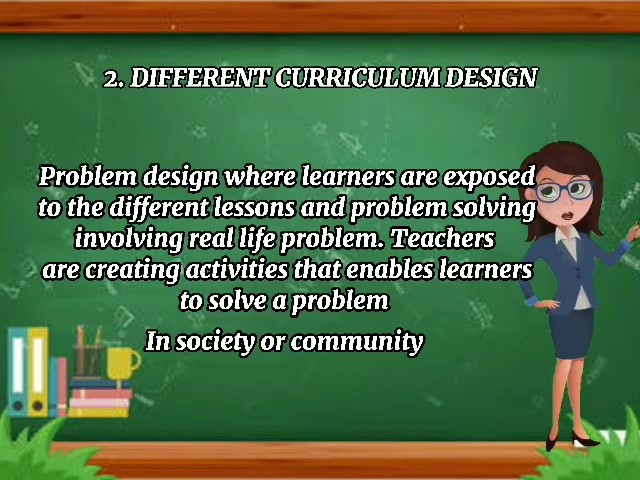 2. DIFFERENT CURRICULUM DESIGN
Problem design where learners are exposed
to the different lessons and problem solving
involving real life problem. Teachers
are creating activities that enables learners
to solve a problem
In society or community